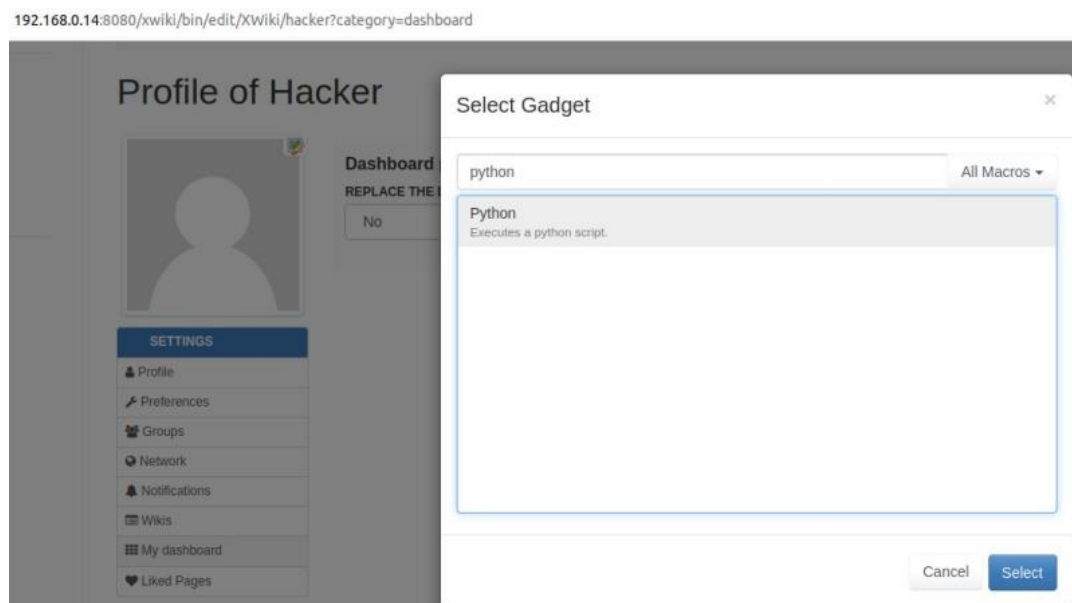 192.168.0.14:8080/xwiki/bin/edit/XWiki/hacker?category=dashboard
Profile of Hacker
Dashboard
REPLACE THE
No
SETTINGS
Profile
Preferences
Groups
Network
Notifications
Wikis
My dashboard
Liked Pages
Select Gadget
×
python
All Macros
Python
Executes a python script.
Cancel
Select